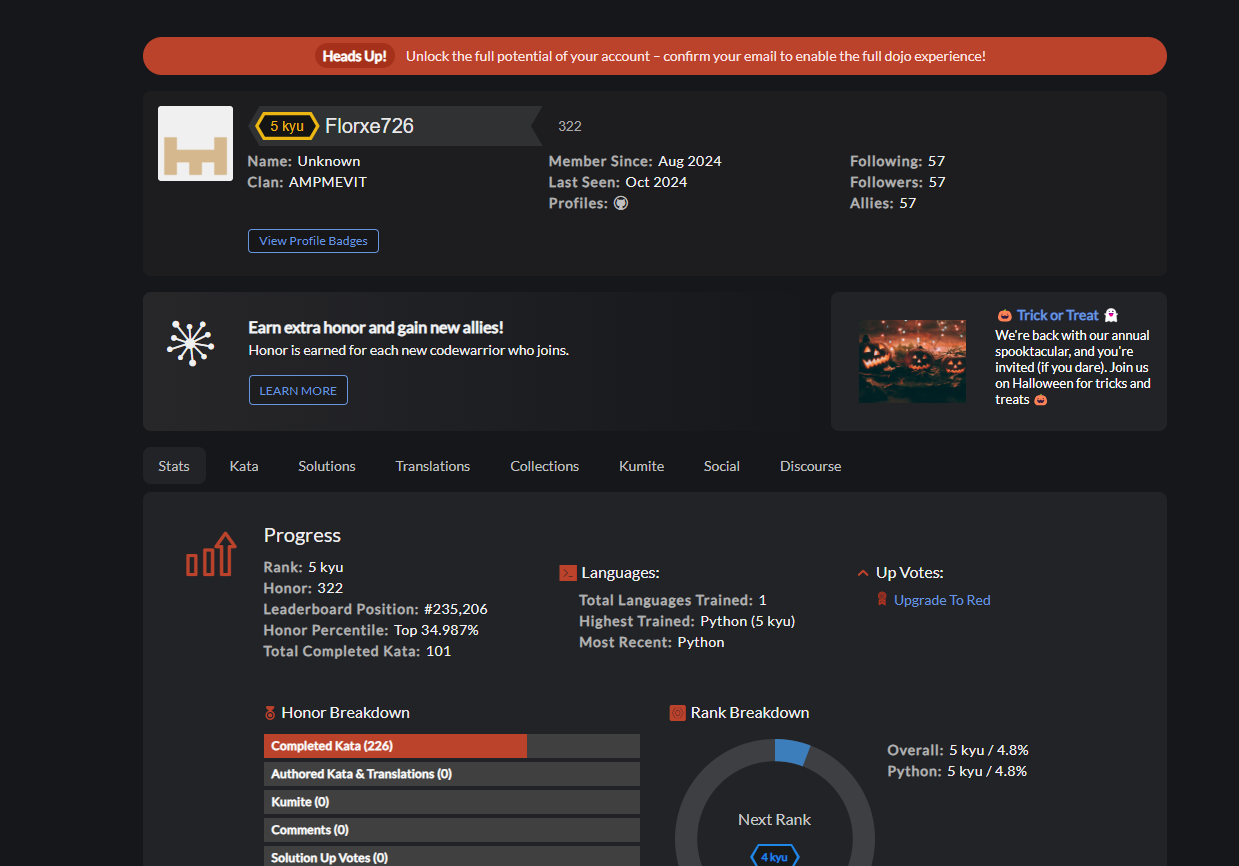 Heads Up! Unlock the full potential of your account – confirm your email to enable the full dojo experience!
5 kyu Florxe726 322
Name: Unknown
Clan: AMPMEVIT
Member Since: Aug 2024
Last Seen: Oct 2024
Profiles:
Following: 57
Followers: 57
Allies: 57
View Profile Badges
Earn extra honor and gain new allies!
Honor is earned for each new codewarrior who joins.
LEARN MORE
🎃 Trick or Treat 👻
We're back with our annual
spooktacular, and you're
invited (if you dare). Join us
on Halloween for tricks and
treats 🎃
Stats Kata Solutions Translations Collections Kumite Social Discourse
Progress
Rank: 5 kyu
Honor: 322
Leaderboard Position: #235,206
Honor Percentile: Top 34.987%
Total Completed Kata: 101
Languages:
Total Languages Trained: 1
Highest Trained: Python (5 kyu)
Most Recent: Python
Up Votes:
Upgrade To Red
Honor Breakdown
Completed Kata (226)
Authored Kata & Translations (0)
Kumite (0)
Comments (0)
Solution Up Votes (0)
Rank Breakdown
Next Rank
4 kyu
Overall: 5 kyu / 4.8%
Python: 5 kyu / 4.8%